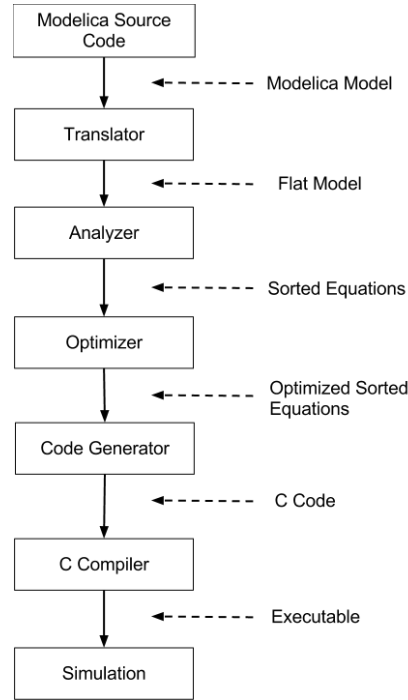 Modelica Source
Code
Modelica Model
Translator
Flat Model
Analyzer
Sorted Equations
Optimizer
Optimized Sorted
Equations
Code Generator
C Code
C Compiler
Executable
Simulation